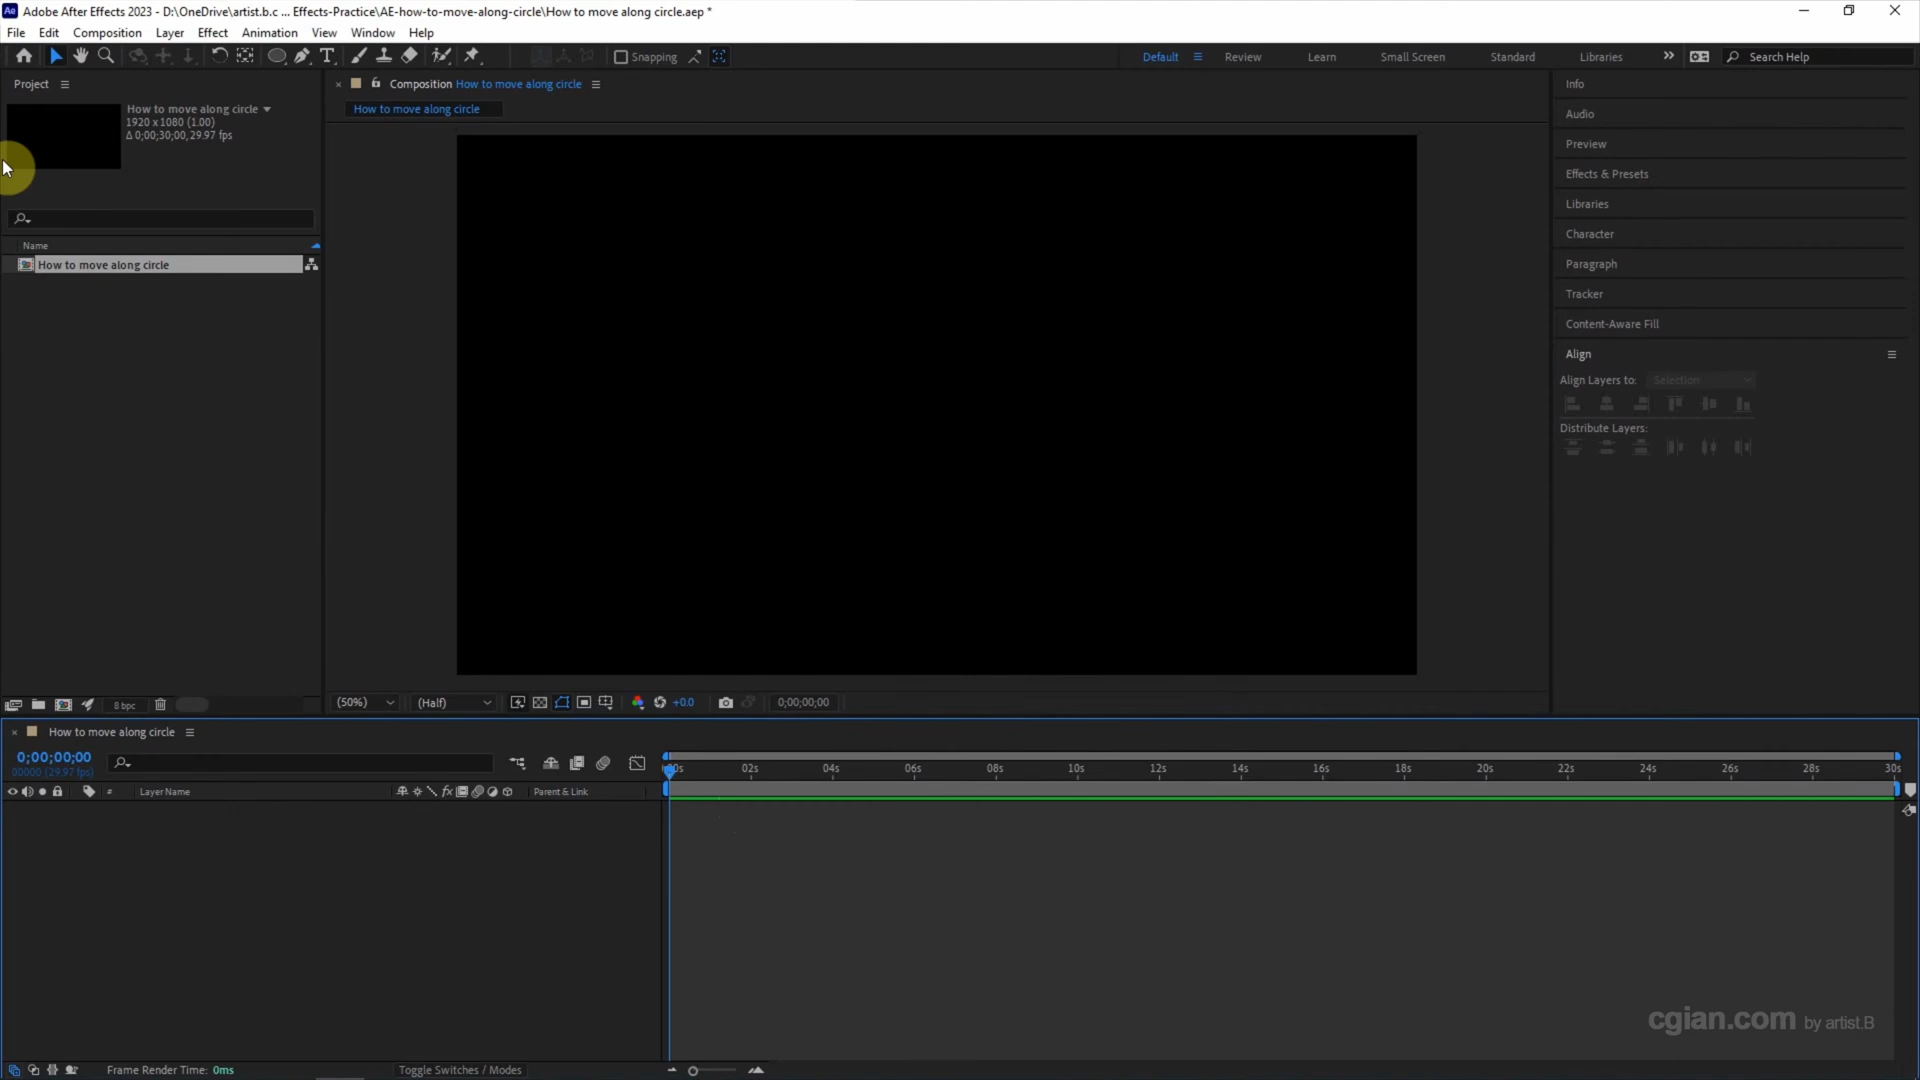 Adobe After Effects 2023 - D:\OneDrive\artist.b.c ... Effects-Practice\AE-how-to-move-along-circle\How to move along circle.aep *
File Edit Composition Layer Effect Animation View Window Help
Snapping Default Review Learn Small Screen Standard Libraries Search Help
Project
How to move along circle
1920 x 1080 (1.00)
Δ 0;00;30;00, 29.97 fps
Name
How to move along circle
8 bpc
Composition How to move along circle
How to move along circle
(50%) (Half) +0.0 0;00;00;00
Info
Audio
Preview
Effects & Presets
Libraries
Character
Paragraph
Tracker
Content-Aware Fill
Align
Align Layers to: Selection
Distribute Layers:
How to move along circle
0;00;00;00
00000 (29.97 fps)
02s 04s 06s 08s 10s 12s 14s 16s 18s 20s 22s 24s 26s 28s 30s
# Layer Name Parent & Link
cgian.com by artist.B
Frame Render Time: 0ms Toggle Switches / Modes